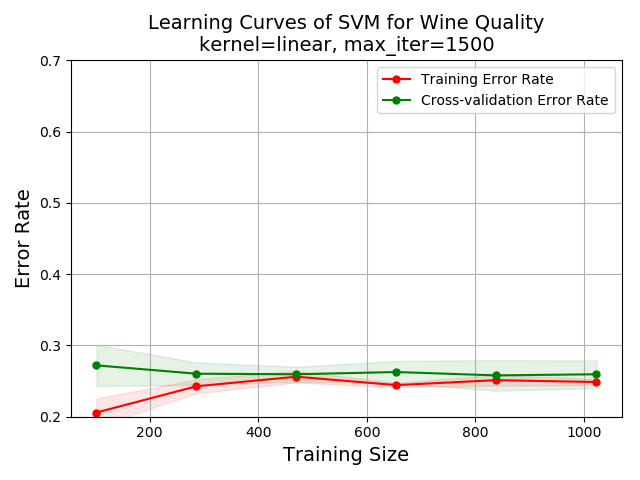 Learning Curves of SVM for Wine Quality
kernel=linear, max_iter=1500
Training Error Rate
Cross-validation Error Rate
Error Rate
0.7
0.6
0.5
0.4
0.3
0.2
200 400 600 800 1000
Training Size